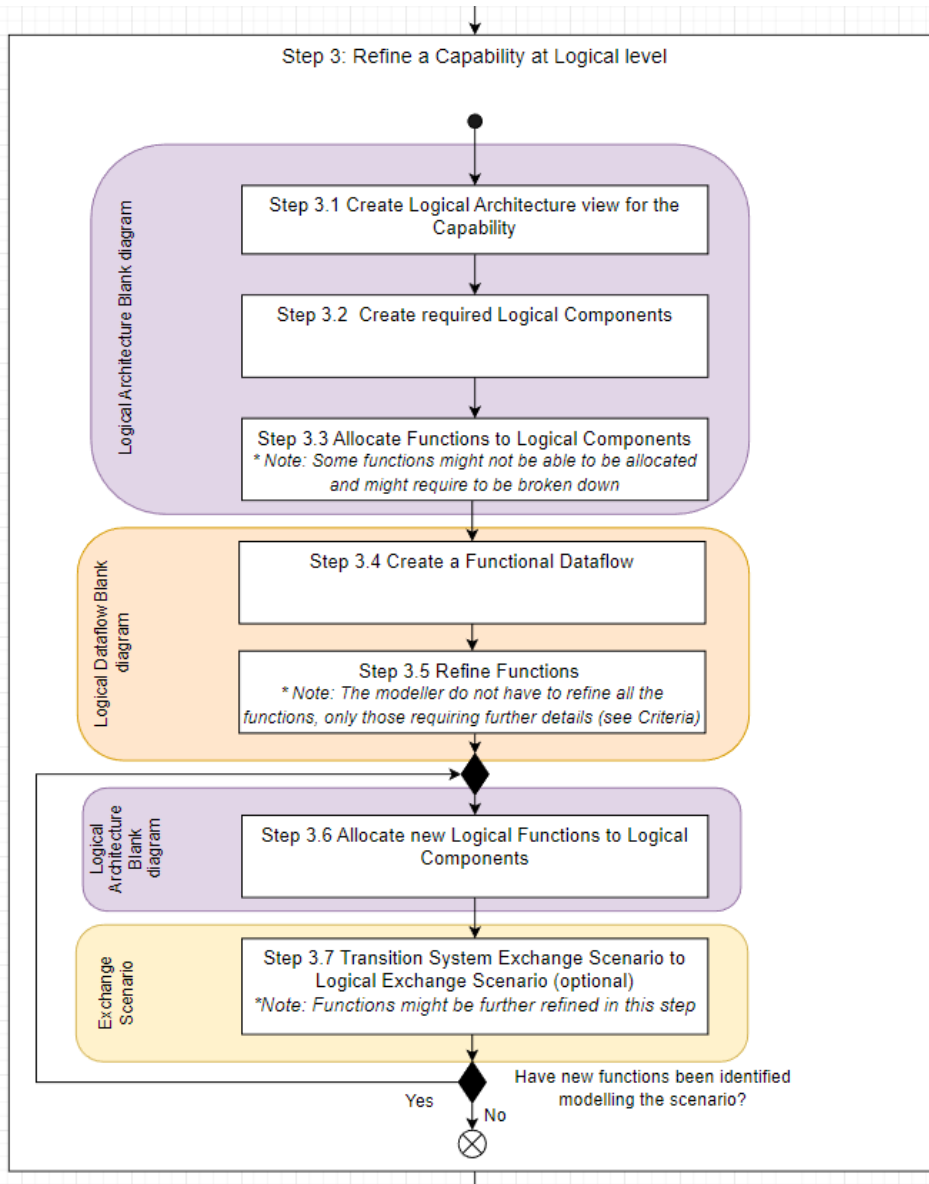 Step 3: Refine a Capability at Logical level
Logical Architecture Blank diagram
Step 3.1 Create Logical Architecture view for the
Capability
Step 3.2  Create required Logical Components
Step 3.3 Allocate Functions to Logical Components
* Note: Some functions might not be able to be allocated
and might require to be broken down
Logical Dataflow Blank
diagram
Step 3.4 Create a Functional Dataflow
Step 3.5 Refine Functions
* Note: The modeller do not have to refine all the
functions, only those requiring further details (see Criteria)
Logical
Architecture
Blank
diagram
Step 3.6 Allocate new Logical Functions to Logical
Components
Exchange
Scenario
Step 3.7 Transition System Exchange Scenario to
Logical Exchange Scenario (optional)
*Note: Functions might be further refined in this step
Have new functions been identified
modelling the scenario?
Yes
No